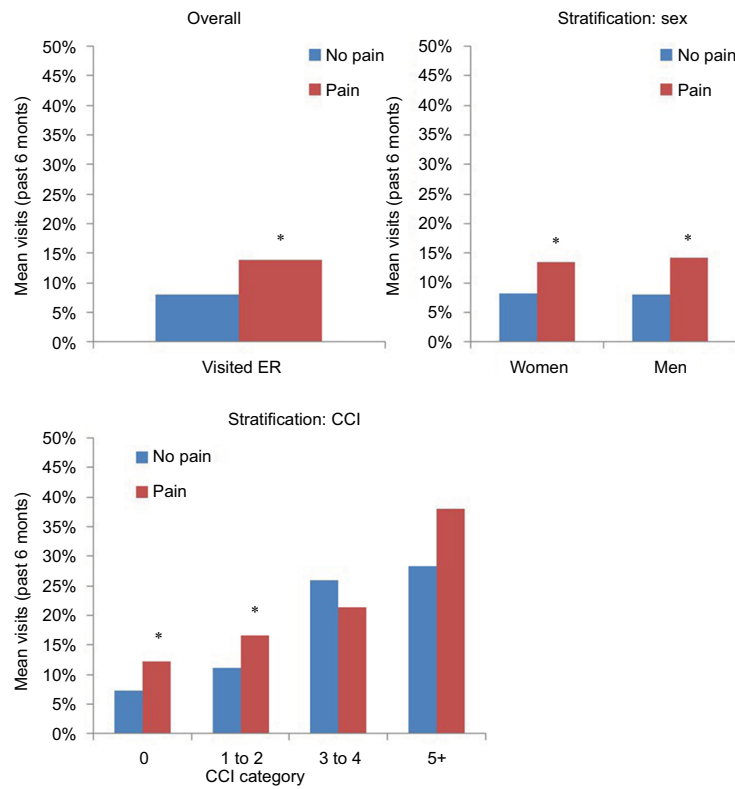 Overall
50%
45%
40%
35%
30%
25%
20%
15%
10%
5%
0%
Mean visits (past 6 monts)
No pain
Pain
*
Visited ER
Stratification: sex
50%
45%
40%
35%
30%
25%
20%
15%
10%
5%
0%
Mean visits (past 6 monts)
No pain
Pain
* *
Women Men
Stratification: CCI
50%
45%
40%
35%
30%
25%
20%
15%
10%
5%
0%
Mean visits (past 6 monts)
No pain
Pain
* *
0 1 to 2 3 to 4 5+
CCI category